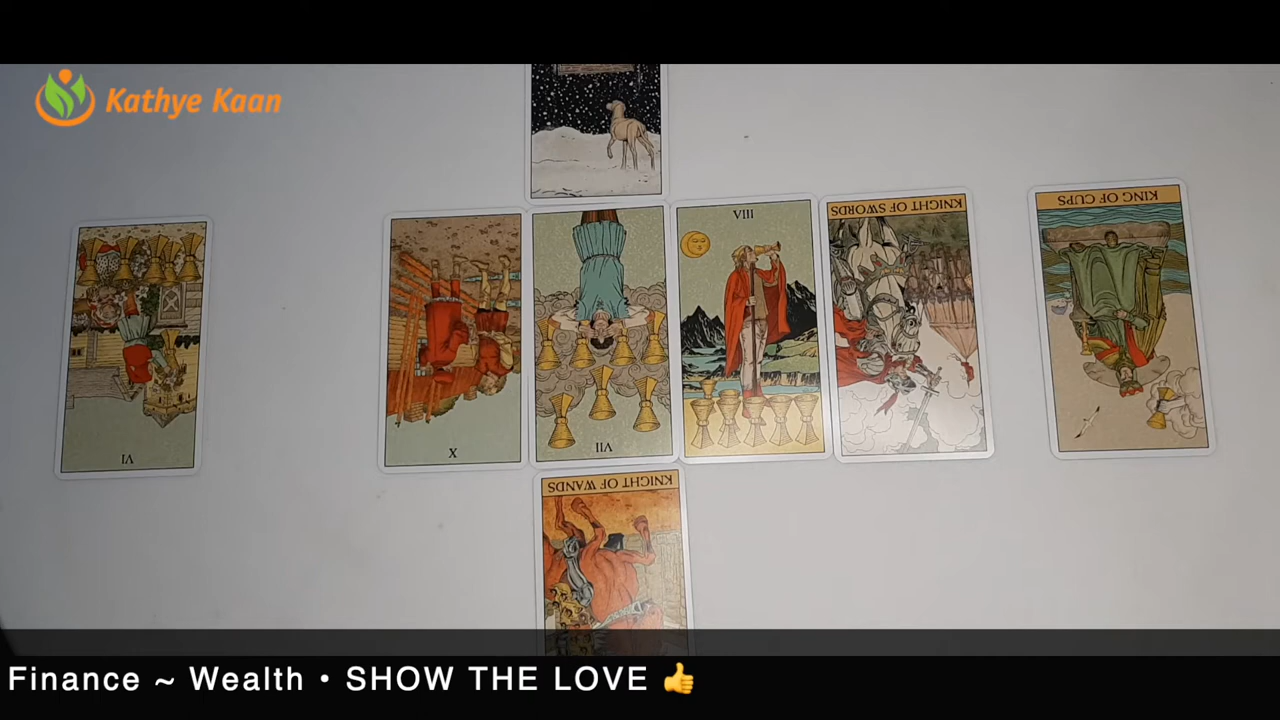 Kathye Kaan
VIII
KNIGHT OF SWORDS
KING OF CUPS
VI
X
VII
KNIGHT OF WANDS
Finance ~ Wealth • SHOW THE LOVE 👍